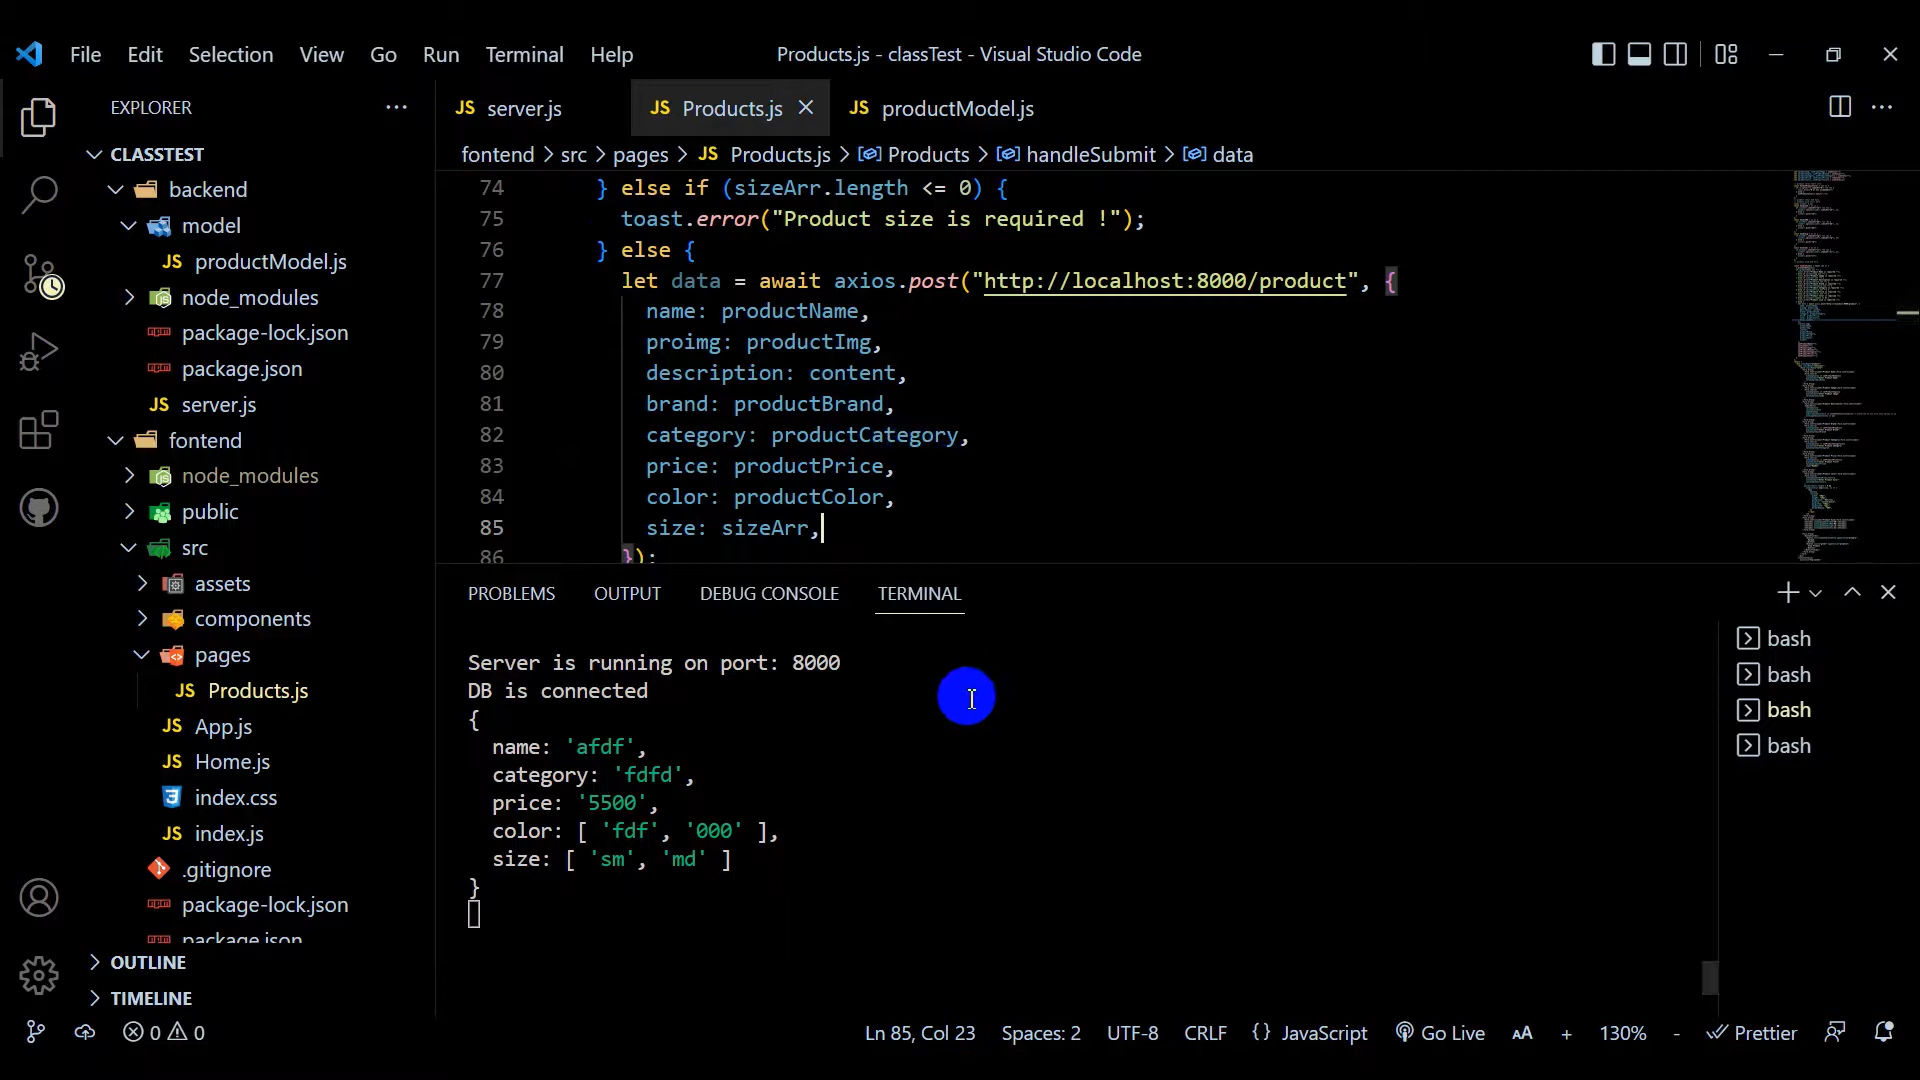 File Edit Selection View Go Run Terminal Help
Products.js - classTest - Visual Studio Code
EXPLORER
CLASSTEST
backend
model
JS productModel.js
node_modules
package-lock.json
package.json
JS server.js
fontend
node_modules
public
src
assets
components
pages
JS Products.js
JS App.js
JS Home.js
index.css
JS index.js
.gitignore
package-lock.json
package.json
OUTLINE
TIMELINE
JS server.js JS Products.js JS productModel.js
fontend > src > pages > JS Products.js > Products > handleSubmit > data
74 } else if (sizeArr.length <= 0) {
75 toast.error("Product size is required !");
76 } else {
77 let data = await axios.post("http://localhost:8000/product", {
78 name: productName,
79 proimg: productImg,
80 description: content,
81 brand: productBrand,
82 category: productCategory,
83 price: productPrice,
84 color: productColor,
85 size: sizeArr,
86 });
PROBLEMS OUTPUT DEBUG CONSOLE TERMINAL
Server is running on port: 8000
DB is connected
{
name: 'afdf',
category: 'fdfd',
price: '5500',
color: [ 'fdf', '000' ],
size: [ 'sm', 'md' ]
}
bash
bash
bash
bash
0 0
Ln 85, Col 23 Spaces: 2 UTF-8 CRLF {} JavaScript Go Live AA + 130% - Prettier